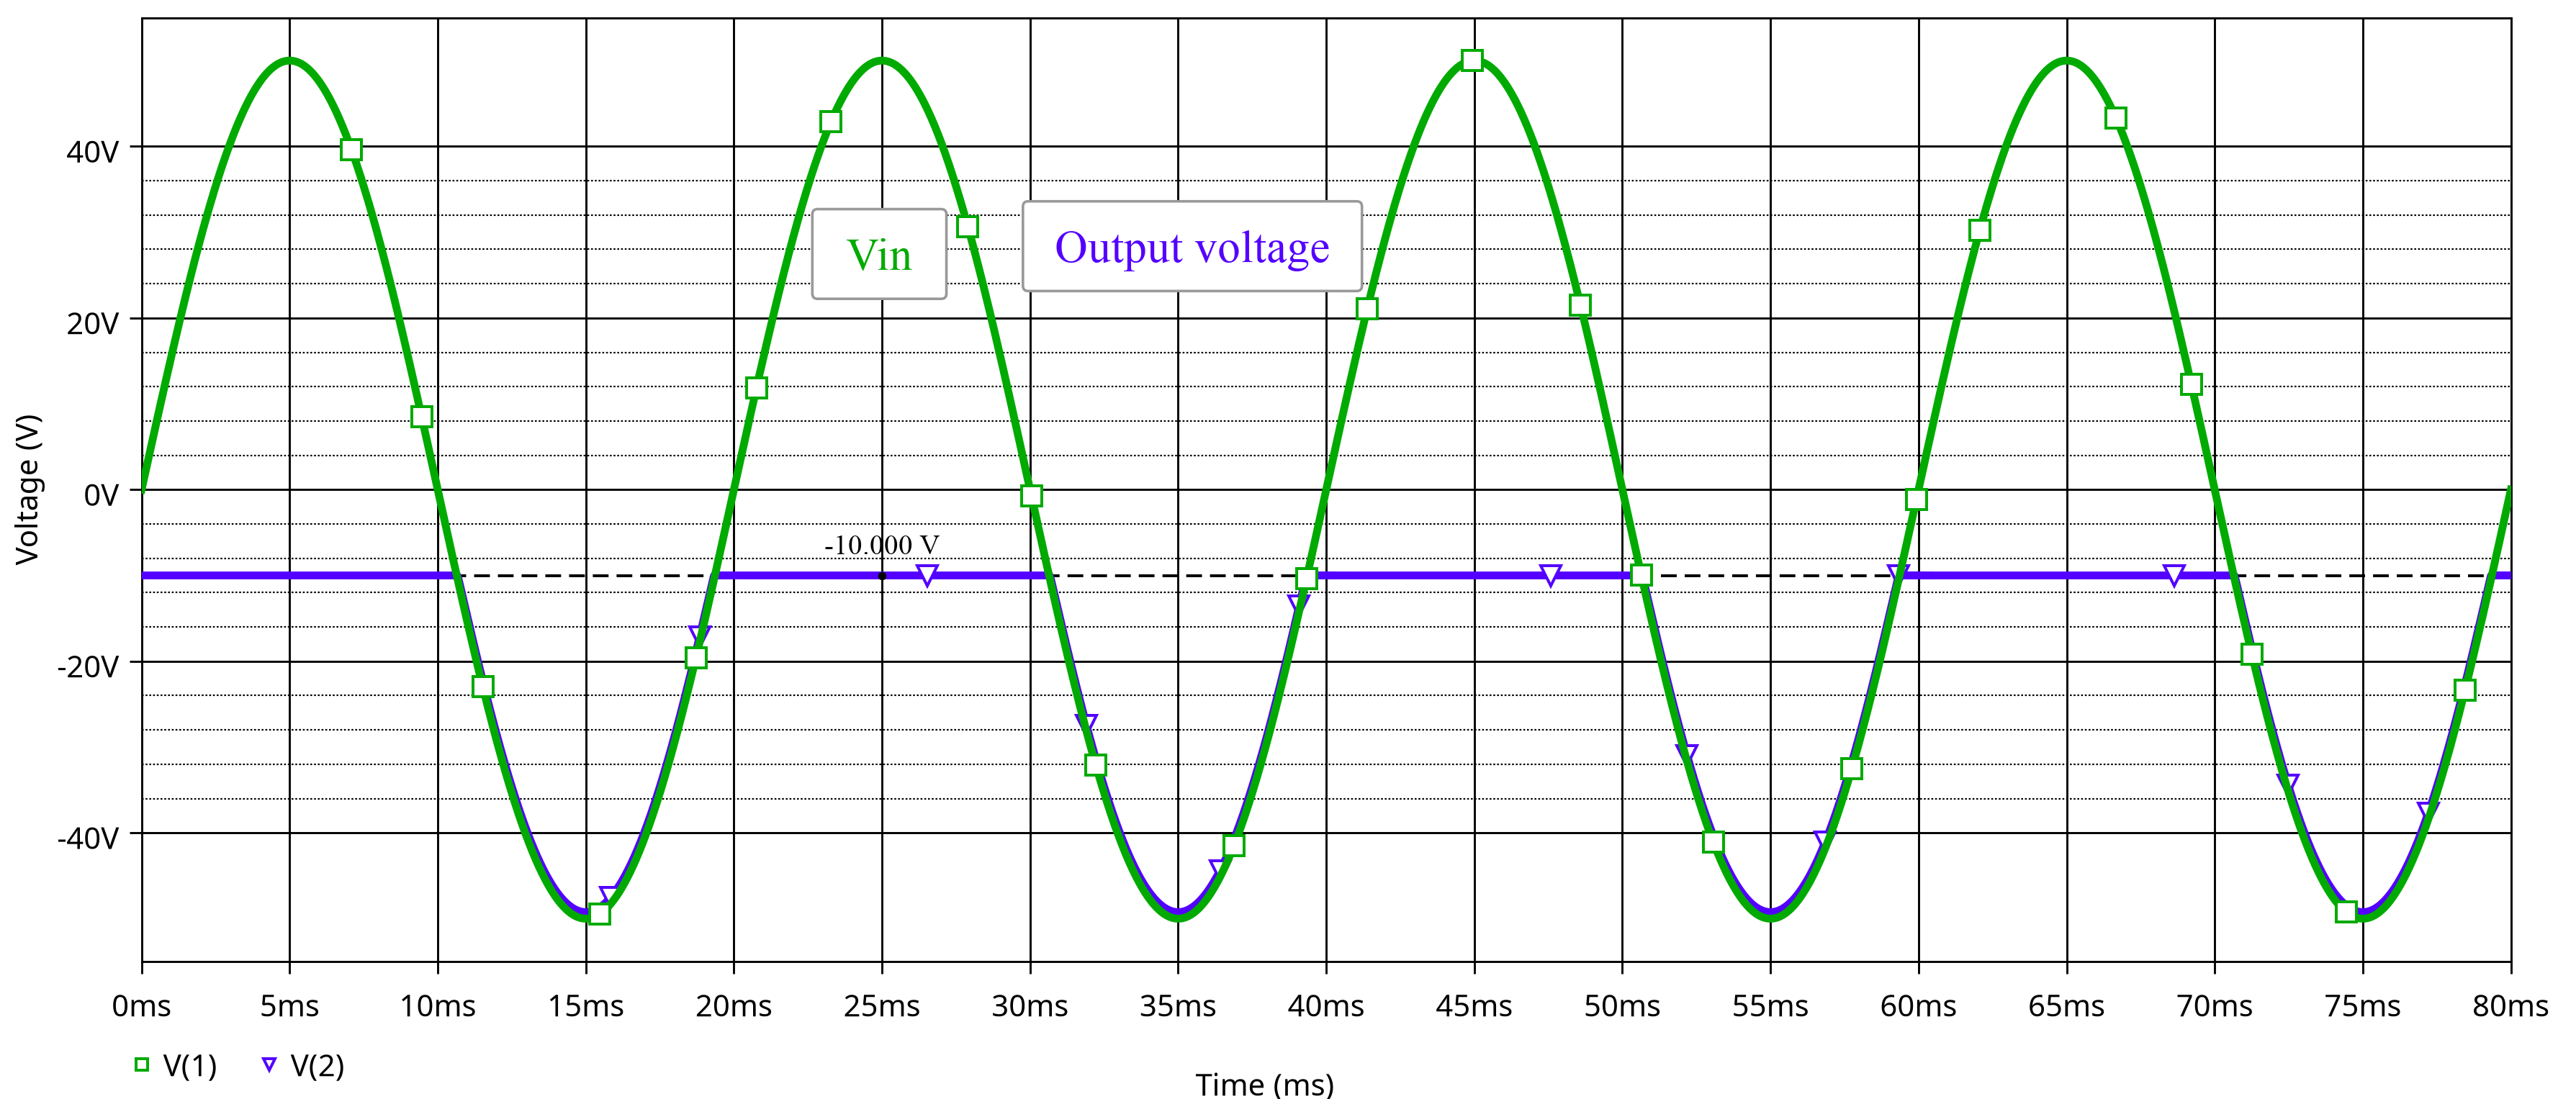 40V
20V
0V
-20V
-40V
Voltage (V)
Vin
Output voltage
-10.000 V
0ms 5ms 10ms 15ms 20ms 25ms 30ms 35ms 40ms 45ms 50ms 55ms 60ms 65ms 70ms 75ms 80ms
V(1) V(2)
Time (ms)